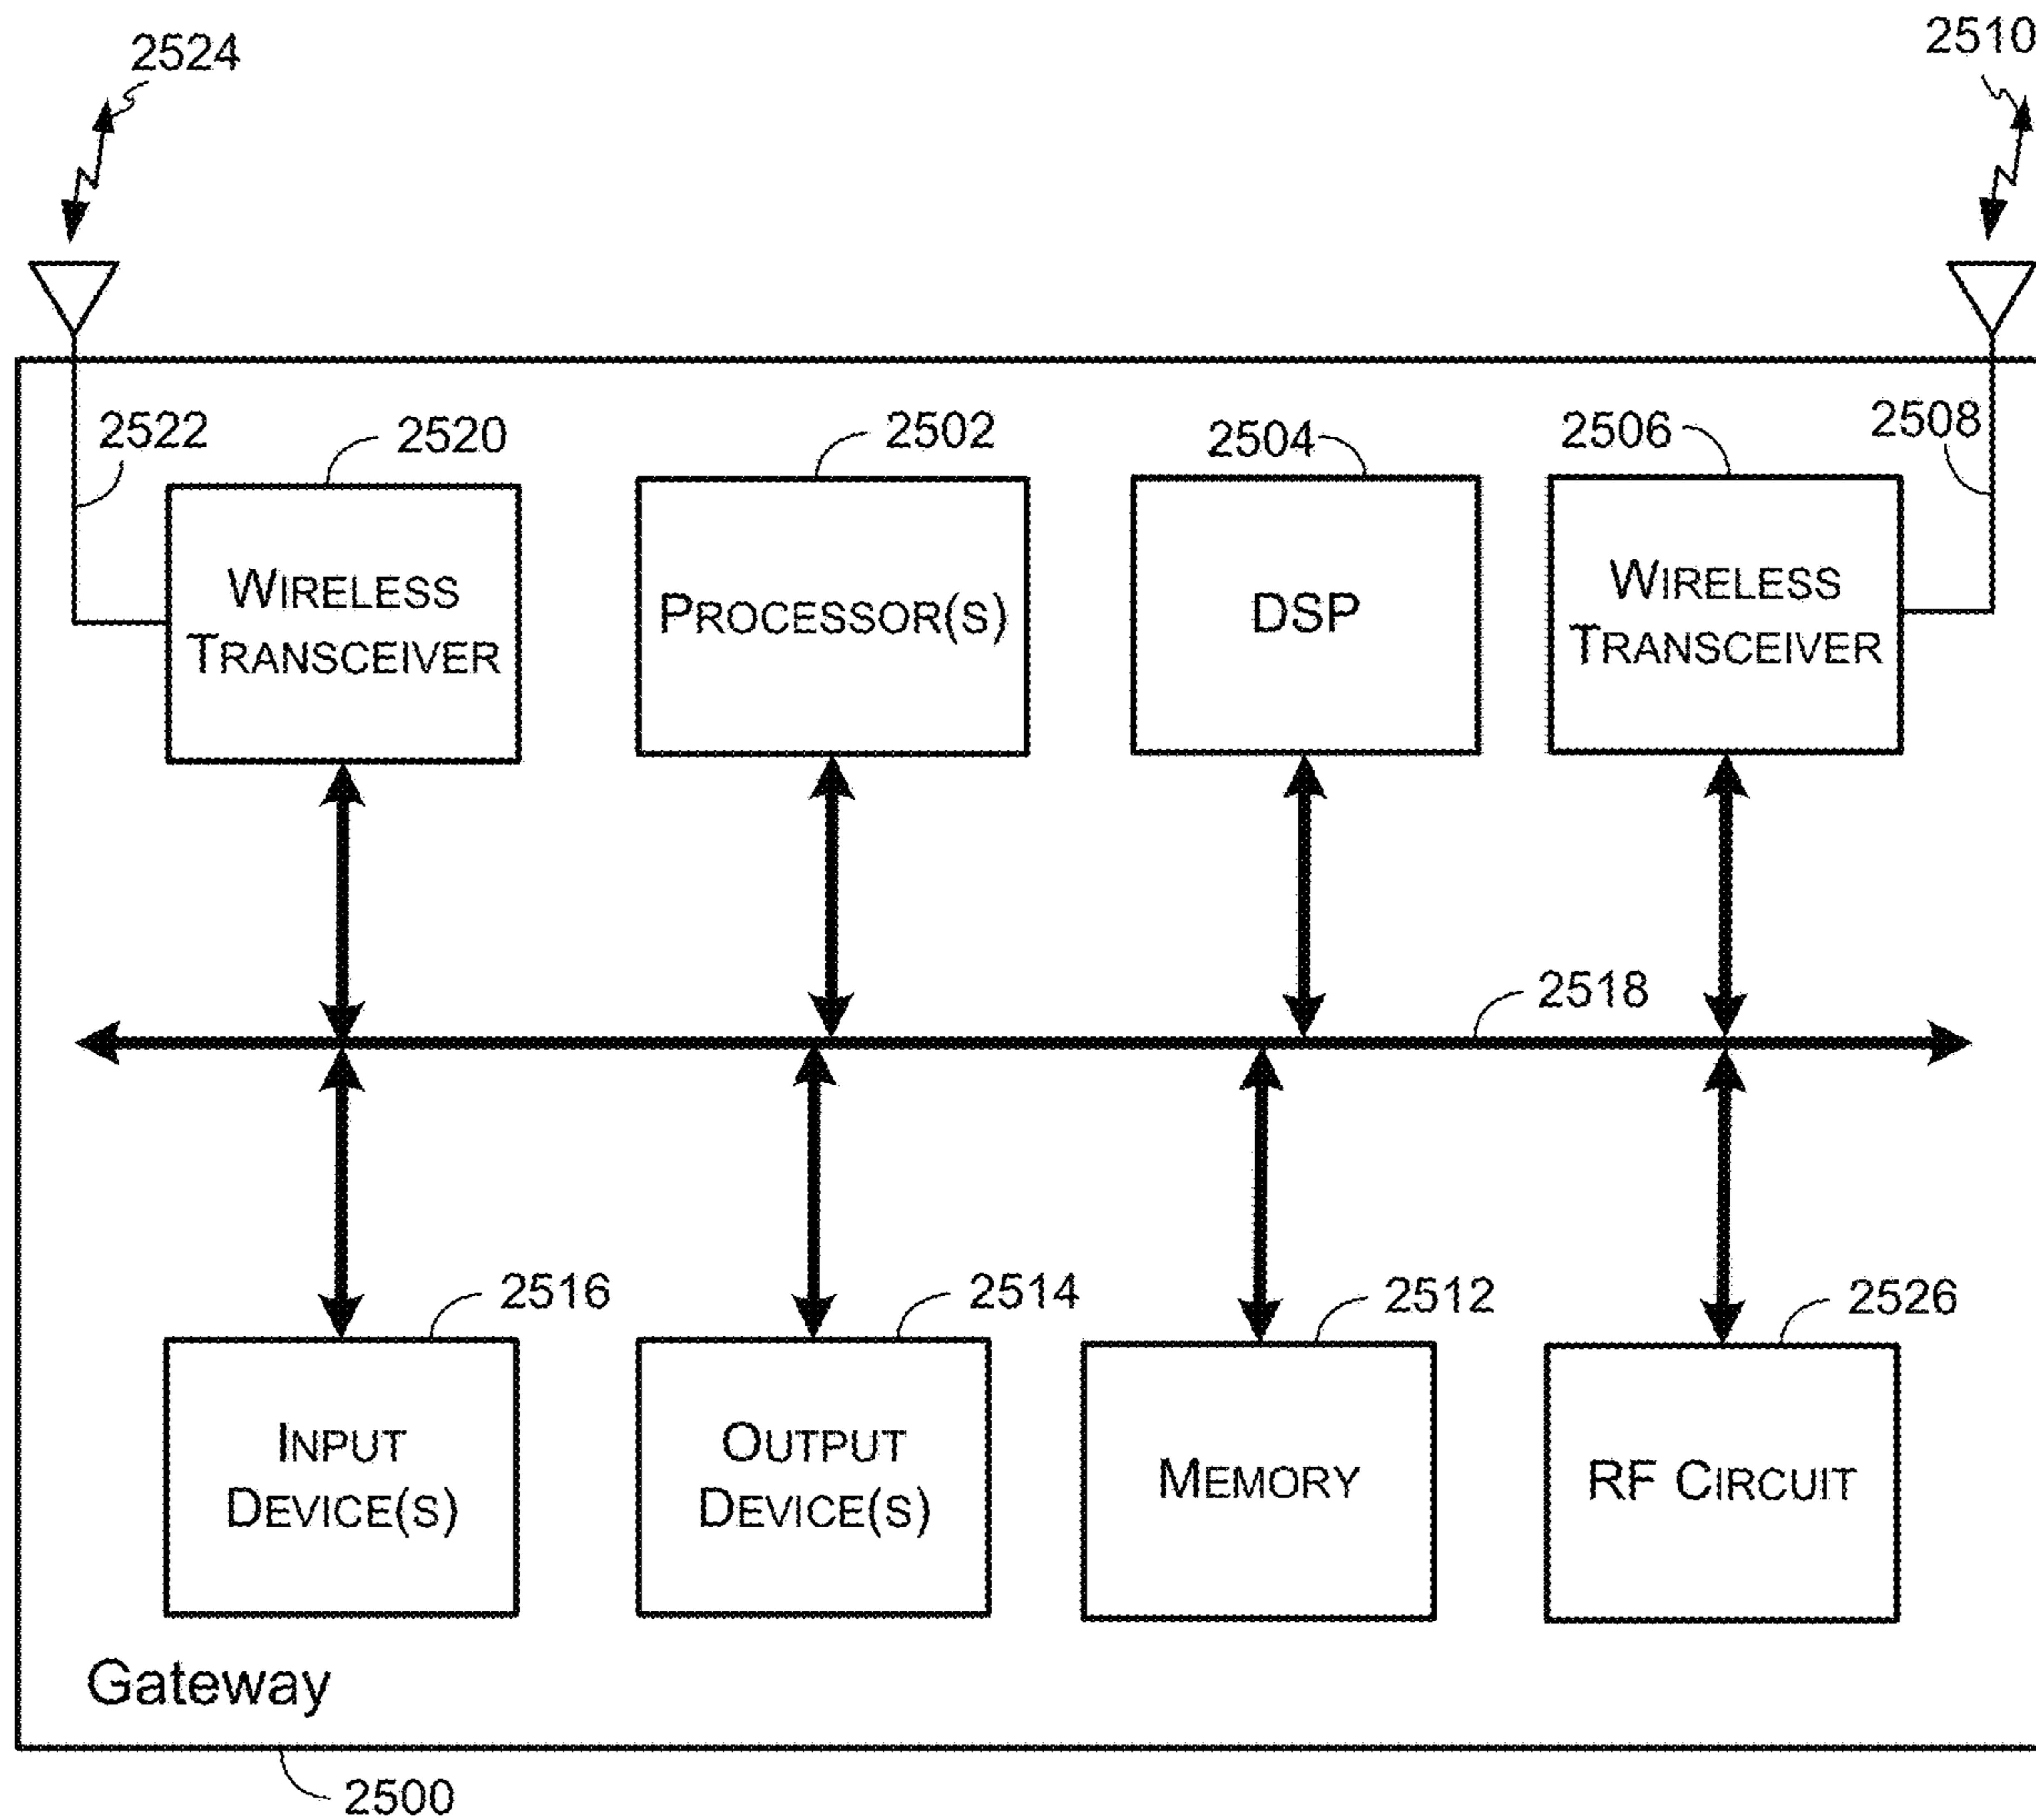 2524
2510
2522
2520
2502
2504
2506
2508
WIRELESS
TRANSCEIVER
PROCESSOR(S)
DSP
WIRELESS
TRANSCEIVER
2518
2516
2514
2512
2526
INPUT
DEVICE(S)
OUTPUT
DEVICE(S)
MEMORY
RF CIRCUIT
Gateway
2500